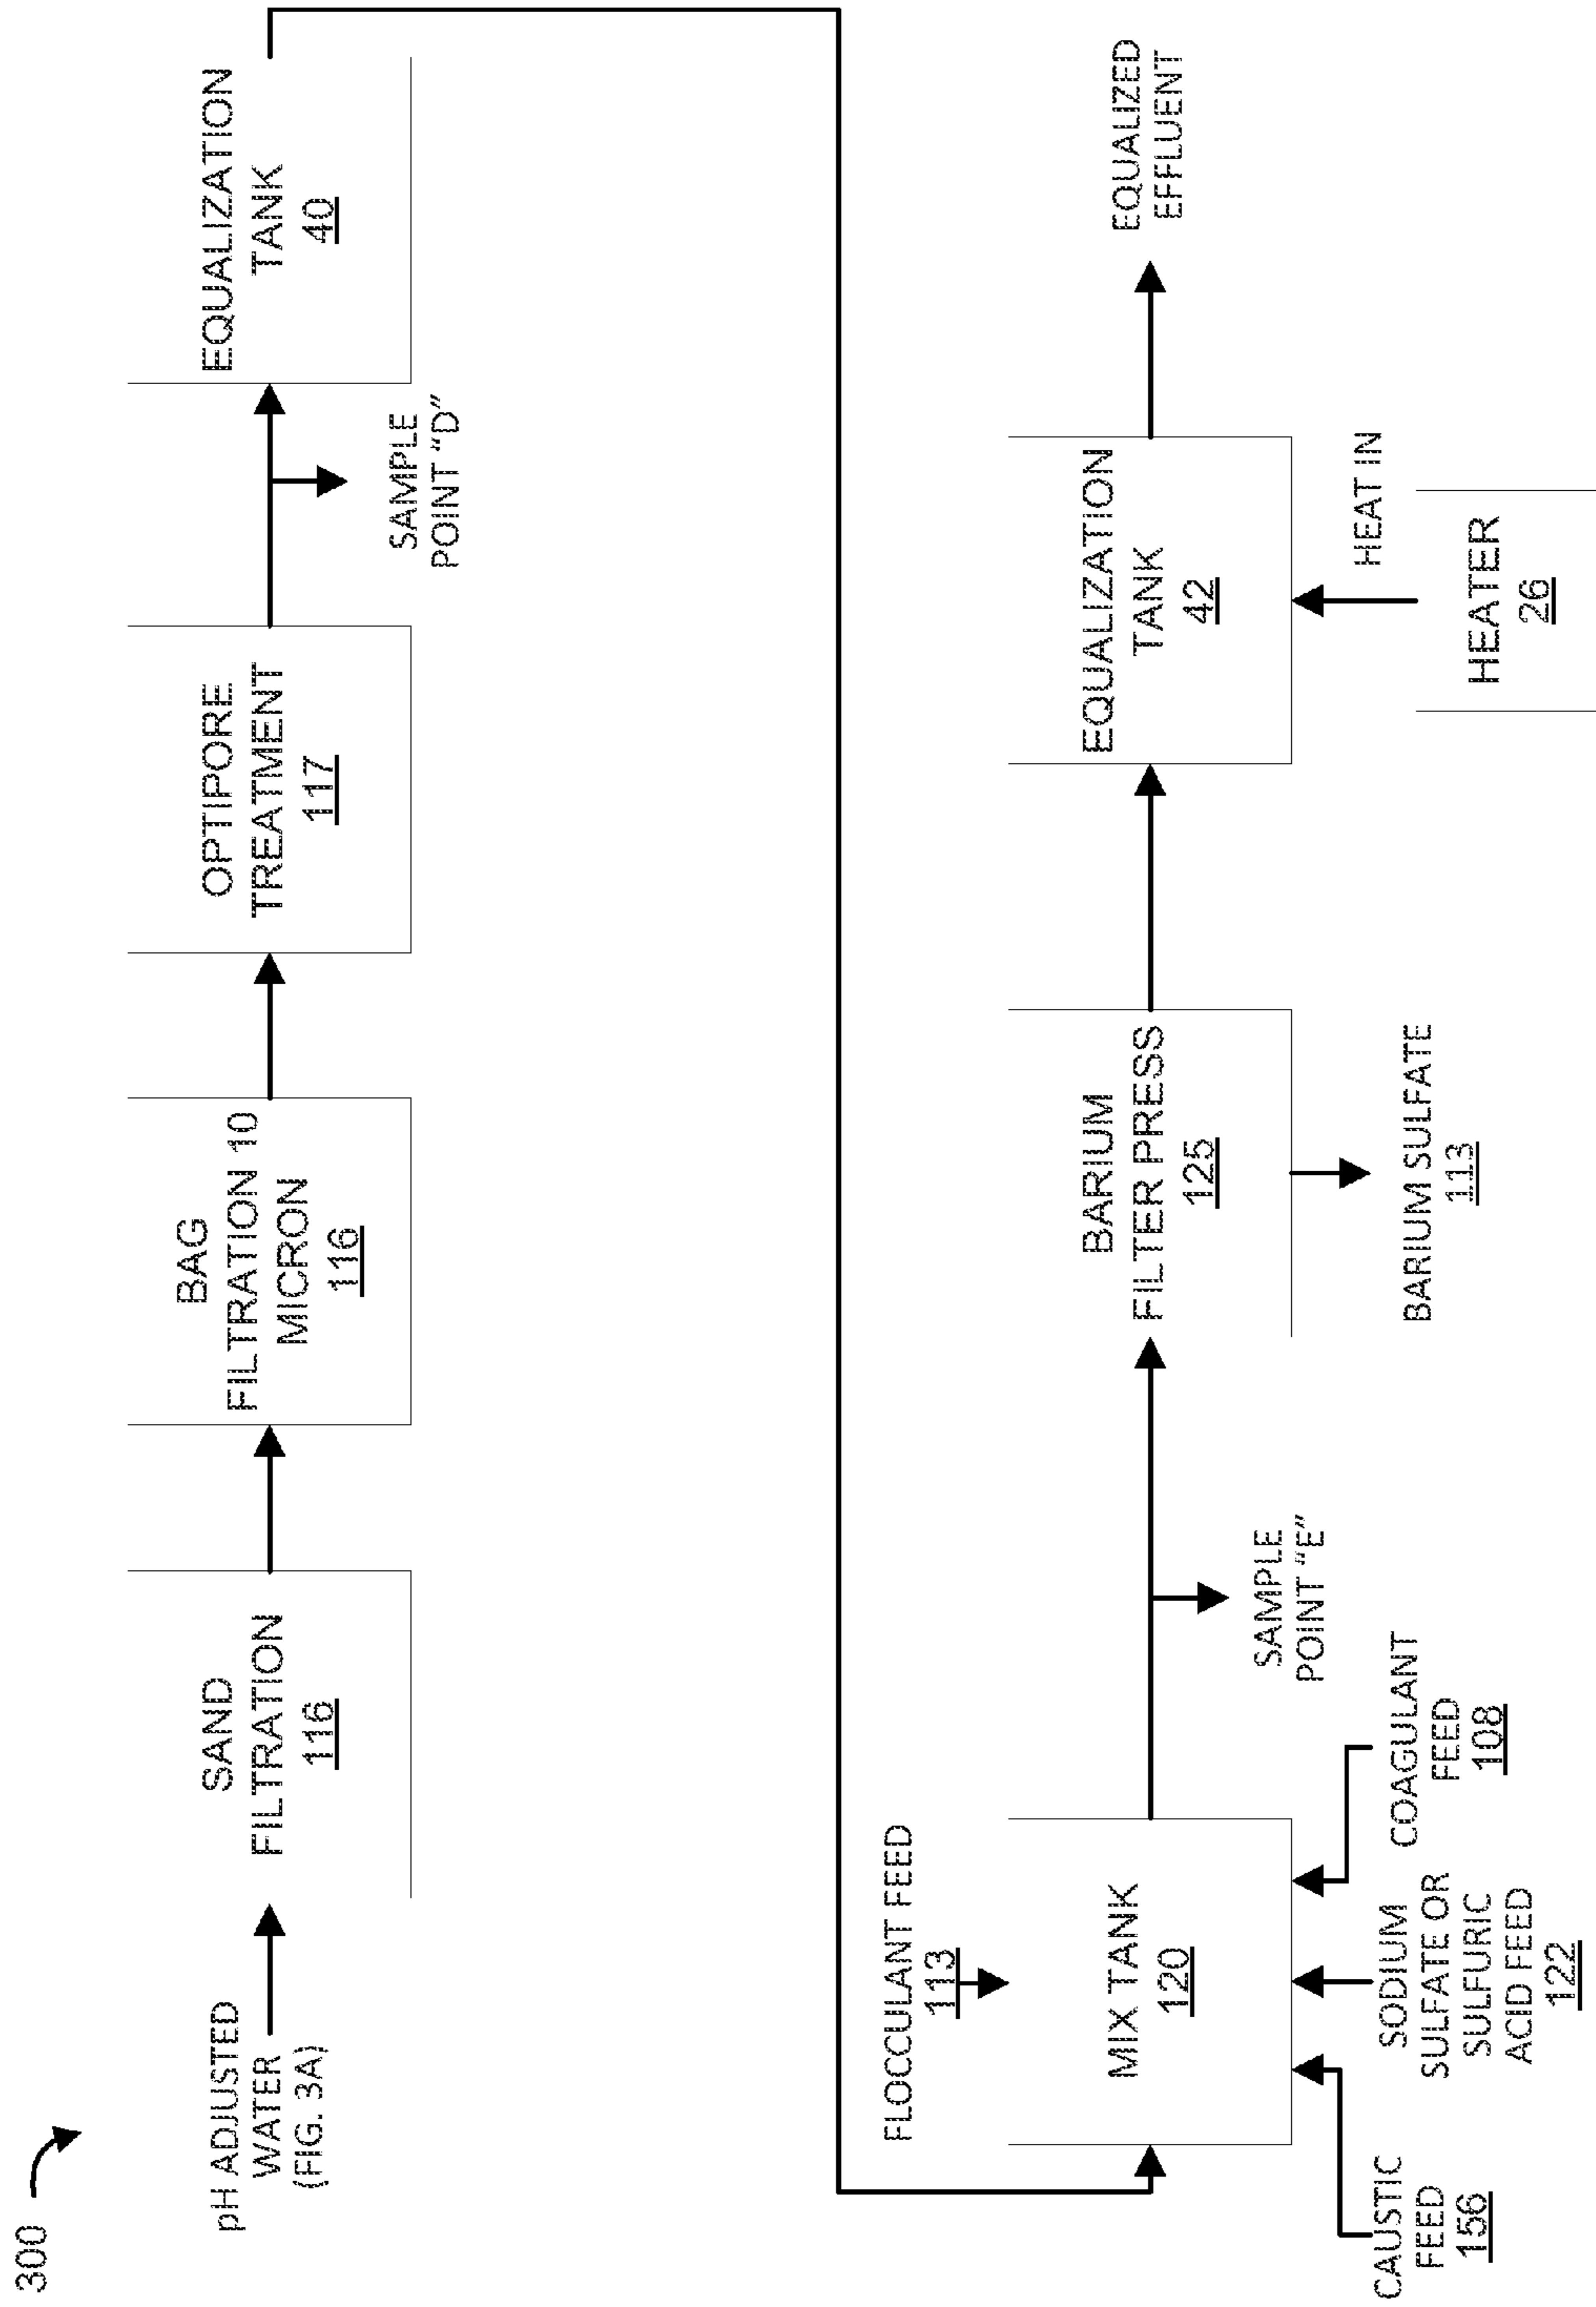 300
pH ADJUSTED
WATER
(FIG. 3A)
SAND
FILTRATION
116
BAG
FILTRATION 10
MICRON
116
OPTIPORE
TREATMENT
117
SAMPLE
POINT "D"
EQUALIZATION
TANK
40
FLOCCULANT FEED
113
MIX TANK
120
CAUSTIC
FEED
156
SODIUM
SULFATE OR
SULFURIC
ACID FEED
122
COAGULANT
FEED
108
SAMPLE
POINT "E"
BARIUM
FILTER PRESS
125
BARIUM SULFATE
113
EQUALIZATION
TANK
42
HEAT IN
HEATER
26
EQUALIZED
EFFLUENT